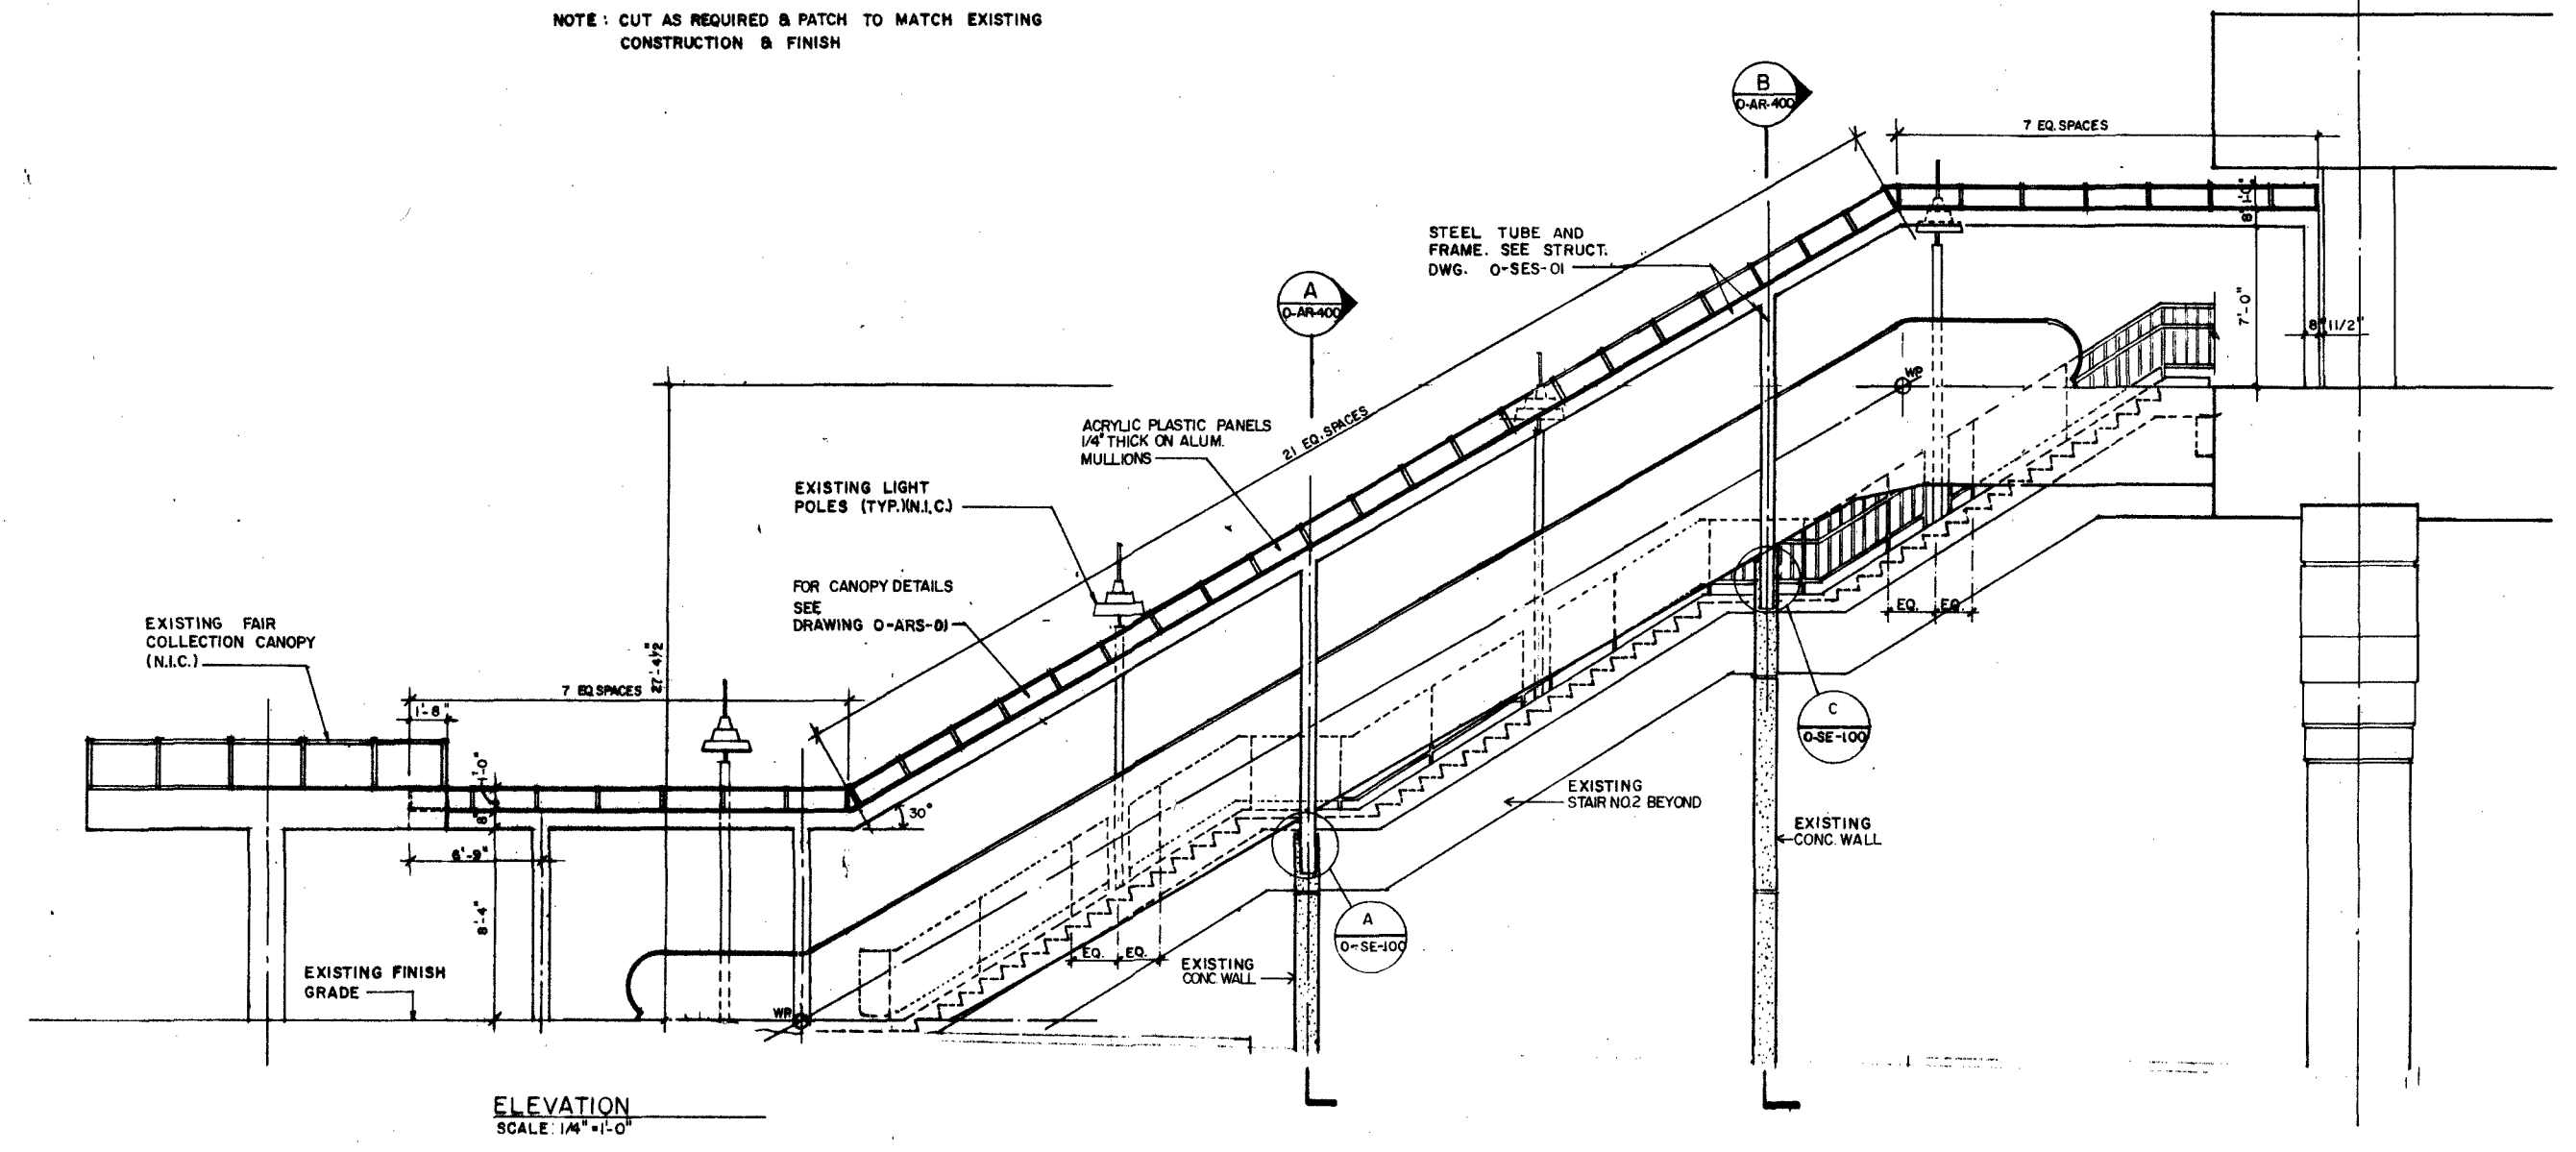 NOTE: CUT AS REQUIRED & PATCH TO MATCH EXISTING
CONSTRUCTION & FINISH
B
O-AR-400
7 EQ. SPACES
8" 1'-0"
STEEL TUBE AND
FRAME. SEE STRUCT.
DWG. O-SES-01
A
O-AR-400
7'-0"
8" 11/2"
WP
21 EQ. SPACES
ACRYLIC PLASTIC PANELS
1/4" THICK ON ALUM.
MULLIONS
EXISTING LIGHT
POLES (TYP.)(N.I.C.)
FOR CANOPY DETAILS
SEE
DRAWING O-ARS-01
EXISTING FAIR
COLLECTION CANOPY
(N.I.C.)
27'-4 1/2"
7 EQ SPACES
1'-8"
8" 1'-0"
30°
6'-9"
8'-4"
EQ. EQ.
C
O-SE-100
EXISTING
STAIR NO.2 BEYOND
EXISTING
CONC. WALL
A
O-SE-100
EQ. EQ.
EXISTING
CONC WALL
EXISTING FINISH
GRADE
WP
ELEVATION
SCALE: 1/4"=1'-0"